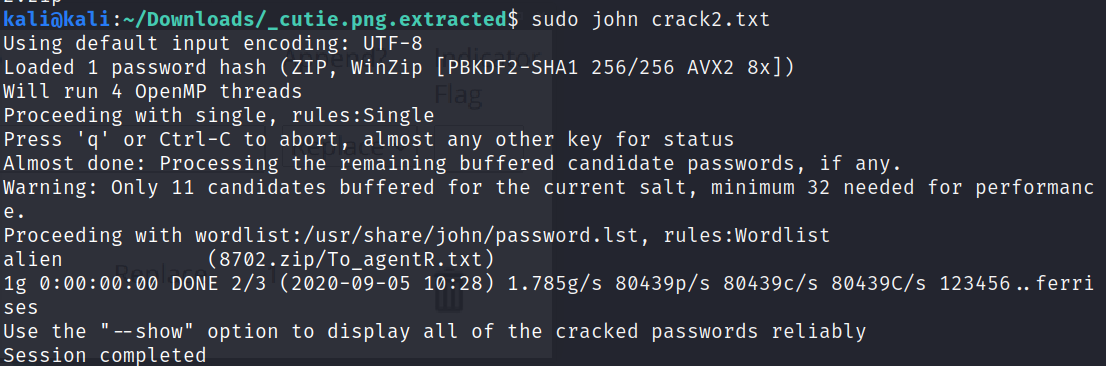 2.zip
kali@kali:~/Downloads/_cutie.png.extracted$ sudo john crack2.txt
Using default input encoding: UTF-8
Loaded 1 password hash (ZIP, WinZip [PBKDF2-SHA1 256/256 AVX2 8x])
Will run 4 OpenMP threads
Proceeding with single, rules:Single
Press 'q' or Ctrl-C to abort, almost any other key for status
Almost done: Processing the remaining buffered candidate passwords, if any.
Warning: Only 11 candidates buffered for the current salt, minimum 32 needed for performanc
e.
Proceeding with wordlist:/usr/share/john/password.lst, rules:Wordlist
alien            (8702.zip/To_agentR.txt)
1g 0:00:00:00 DONE 2/3 (2020-09-05 10:28) 1.785g/s 80439p/s 80439c/s 80439C/s 123456..ferri
ses
Use the "--show" option to display all of the cracked passwords reliably
Session completed